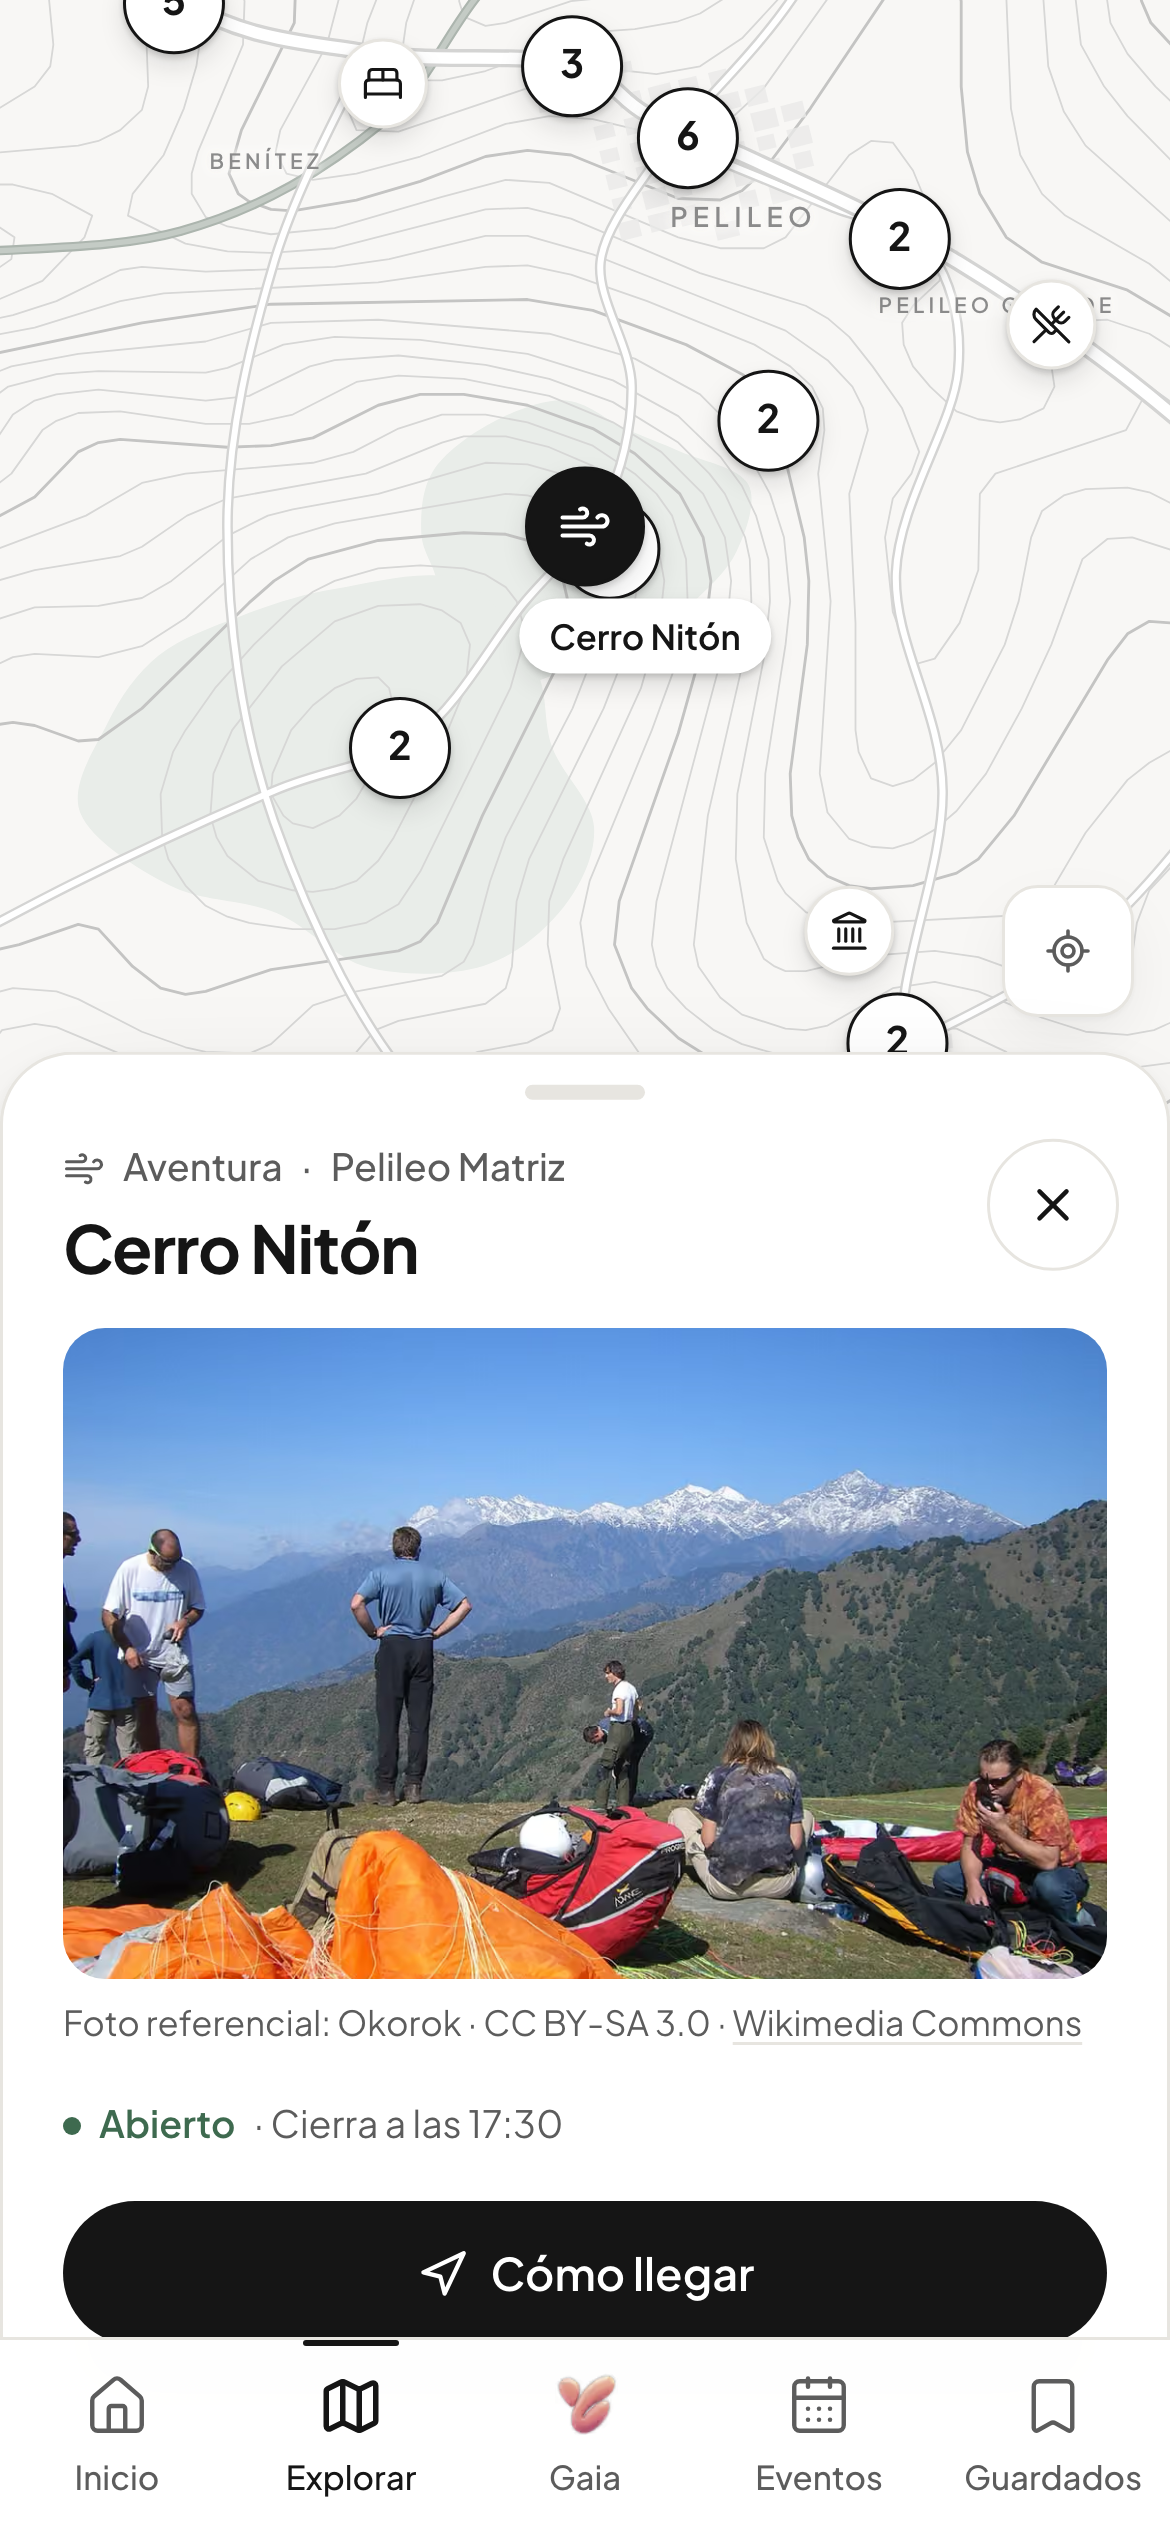 5
3
6
BENÍTEZ
PELILEO
2
PELILEO
2
Cerro Nitón
2
2
Aventura · Pelileo Matriz
Cerro Nitón
Foto referencial: Okorok · CC BY-SA 3.0 · Wikimedia Commons
Abierto · Cierra a las 17:30
Cómo llegar
Inicio
Explorar
Gaia
Eventos
Guardados